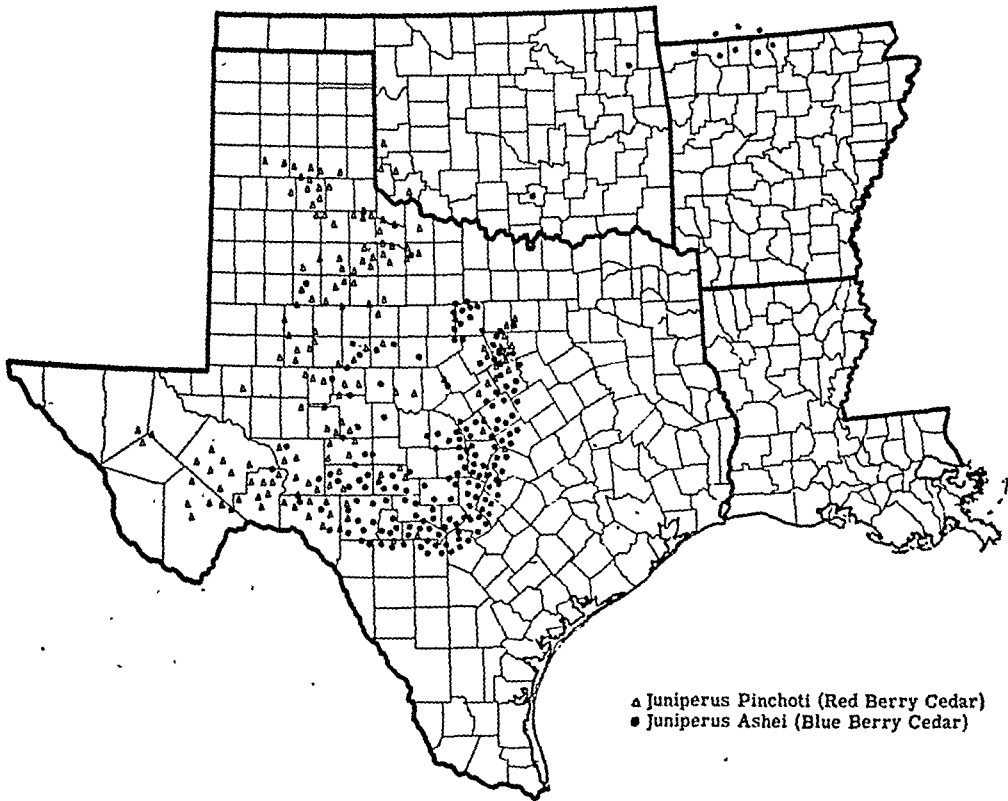 △ Juniperus Pinchoti (Red Berry Cedar)
● Juniperus Ashei (Blue Berry Cedar)